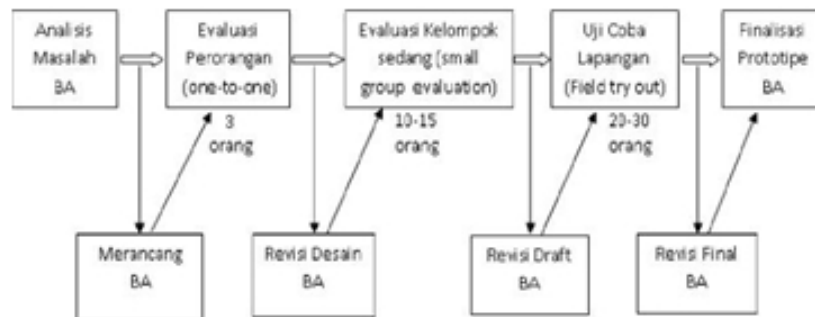 Analisis
Masalah
BA
Evaluasi
Perorangan
(one-to-one)
Evaluasi Kelompok
sedang (small
group evaluation)
Uji Coba
Lapangan
(Field try out)
Finalisasi
Prototipe
BA
3
orang
10-15
orang
20-30
orang
Merancang
BA
Revisi Desain
BA
Revisi Draft
BA
Revisi Final
BA